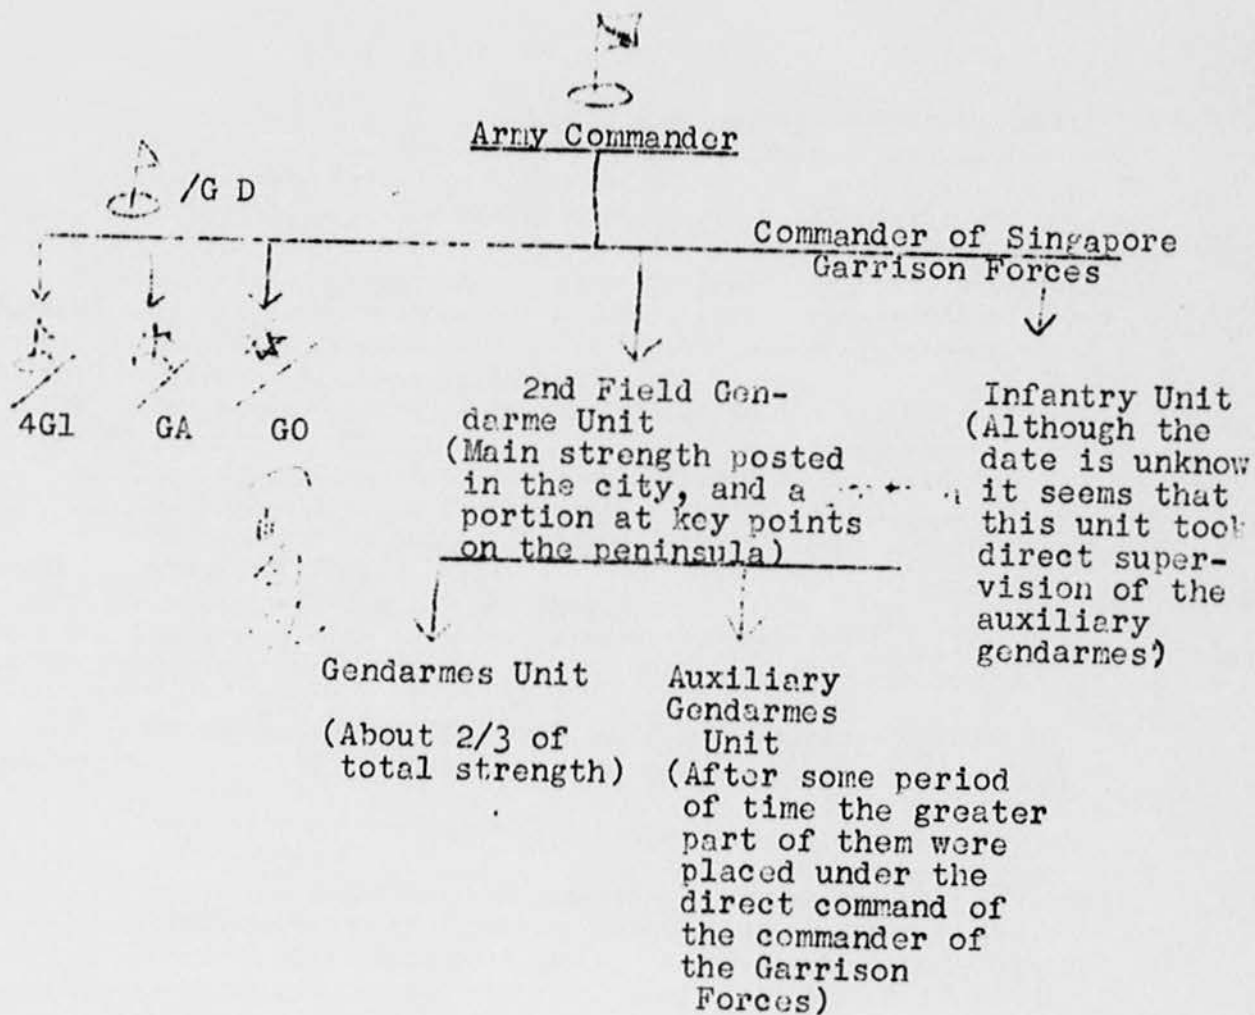 Army Commander
/G D
Commander of Singapore
Garrison Forces
4Gl
GA
GO
2nd Field Gen-
darme Unit
(Main strength posted
in the city, and a
portion at key points
on the peninsula)
Infantry Unit
(Although the
date is unknow
it seems that
this unit took
direct super-
vision of the
auxiliary
gendarmes)
Gendarmes Unit
(About 2/3 of
total strength)
Auxiliary
Gendarmes
Unit
(After some period
of time the greater
part of them were
placed under the
direct command of
the commander of
the Garrison
Forces)